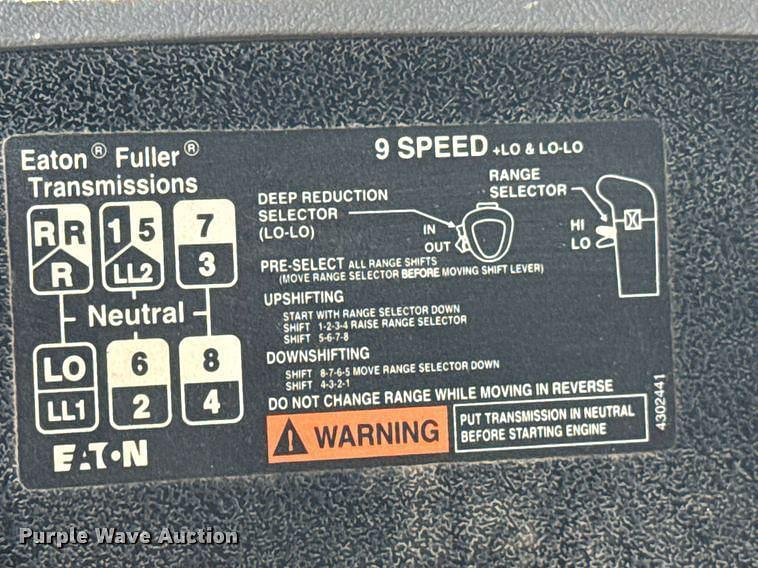 Eaton® Fuller®
Transmissions
9 SPEED +LO & LO-LO
R R
R
1 5
LL2
7
3
Neutral
LO
LL1
6
2
8
4
EATON
DEEP REDUCTION
SELECTOR
(LO-LO)
IN
OUT
RANGE
SELECTOR
HI
LO
PRE-SELECT ALL RANGE SHIFTS
(MOVE RANGE SELECTOR BEFORE MOVING SHIFT LEVER)
UPSHIFTING
START WITH RANGE SELECTOR DOWN
SHIFT 1-2-3-4 RAISE RANGE SELECTOR
SHIFT 5-6-7-8
DOWNSHIFTING
SHIFT 8-7-6-5 MOVE RANGE SELECTOR DOWN
SHIFT 4-3-2-1
DO NOT CHANGE RANGE WHILE MOVING IN REVERSE
WARNING
PUT TRANSMISSION IN NEUTRAL
BEFORE STARTING ENGINE
4302441
Purple Wave Auction